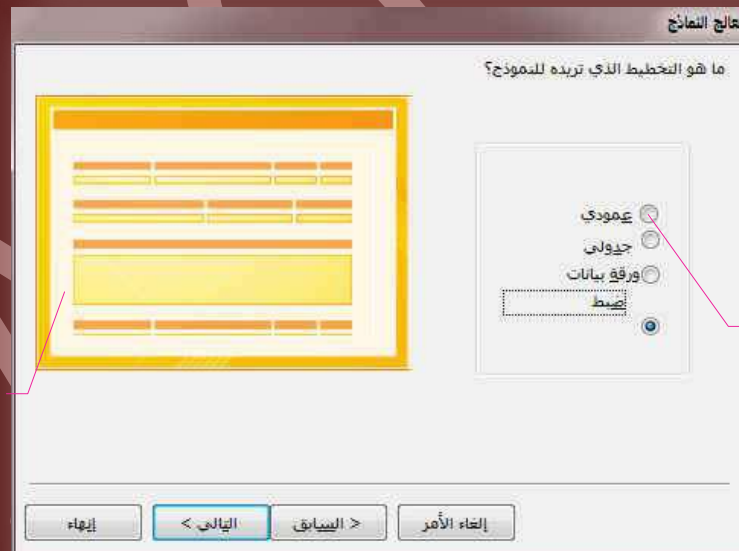 معالج النماذج
ما هو التخطيط الذي تريده للنموذج؟
عمودي
جدولي
ورقة بيانات
ضبط
إلغاء الأمر
< السابق
التالي >
إنهاء